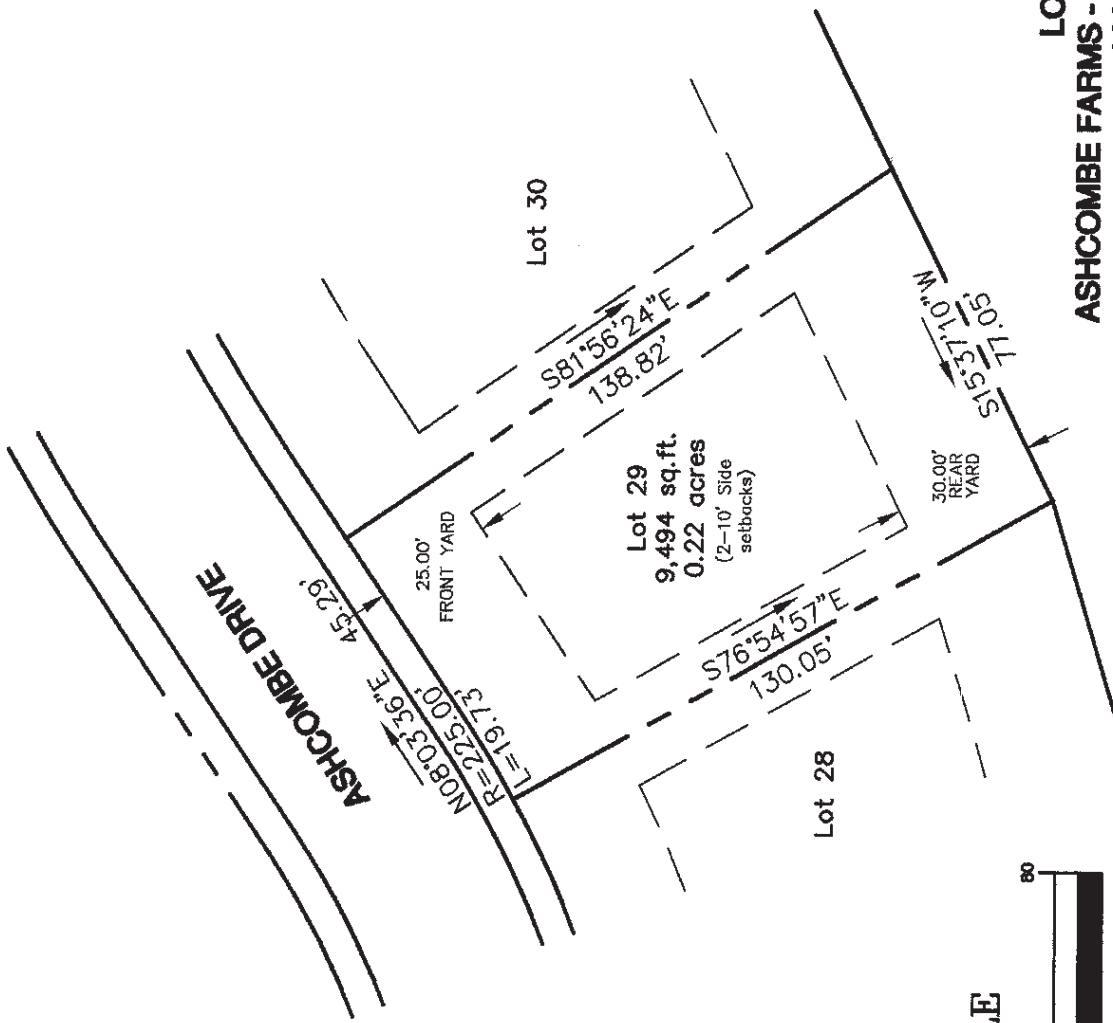 LO
ASHCOMBE FARMS -
ASHCOMBE DRIVE
N08°03'36"E 45.29'
R=225.00'
L=19.73'
25.00'
FRONT YARD
Lot 30
S81°56'24"E
138.82'
Lot 29
9,494 sq.ft.
0.22 acres
(2-10' Side
setbacks)
S76°54'57"E
130.05'
30.00'
REAR
YARD
S15°37'10"W
77.05'
Lot 28
80
LE